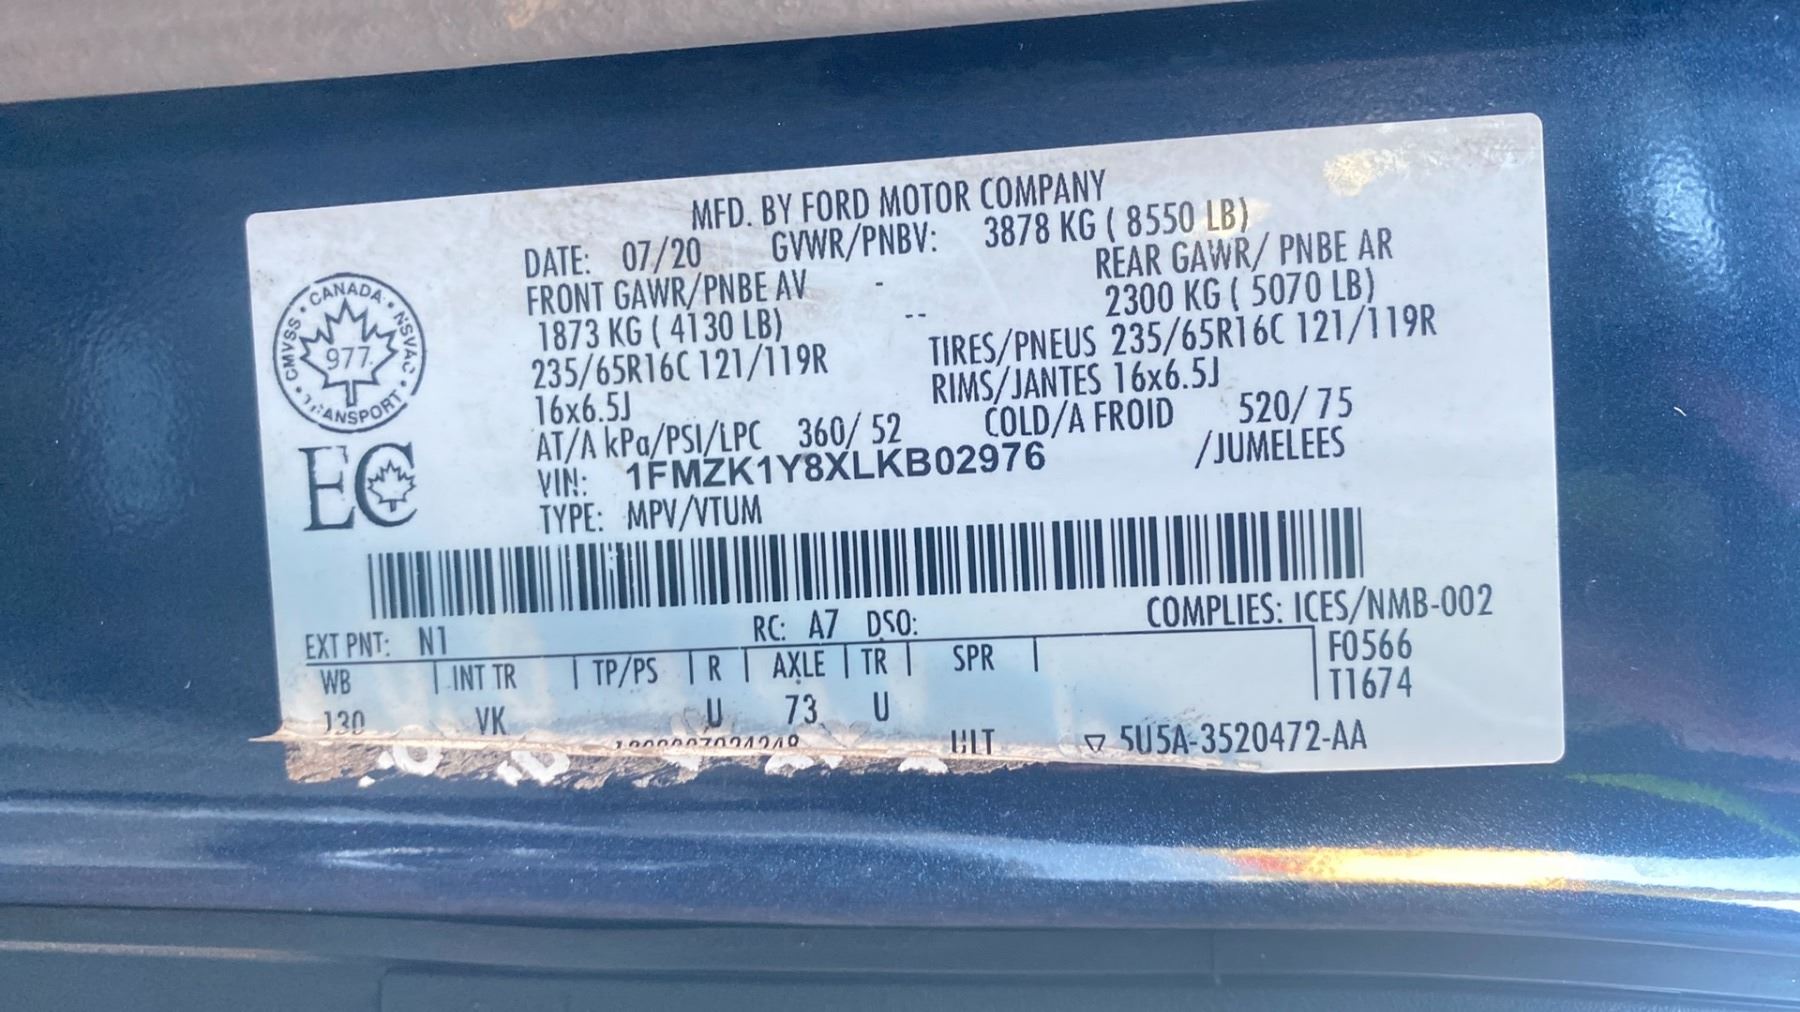 MFD. BY FORD MOTOR COMPANY
DATE: 07/20 GVWR/PNBV: 3878 KG ( 8550 LB)
FRONT GAWR/PNBE AV - REAR GAWR/ PNBE AR
1873 KG ( 4130 LB) -- 2300 KG ( 5070 LB)
235/65R16C 121/119R TIRES/PNEUS 235/65R16C 121/119R
16x6.5J RIMS/JANTES 16x6.5J
AT/A kPa/PSI/LPC 360/ 52 COLD/A FROID 520/ 75
VIN: 1FMZK1Y8XLKB02976 /JUMELEES
TYPE: MPV/VTUM
CANADA • NSVAC • TRANSPORT • CMVSS •
977
EC
EXT PNT: N1 RC: A7 DSO: COMPLIES: ICES/NMB-002
WB | INT TR | TP/PS | R | AXLE | TR | SPR | F0566
T1674
130 VK U 73 U
5U5A-3520472-AA